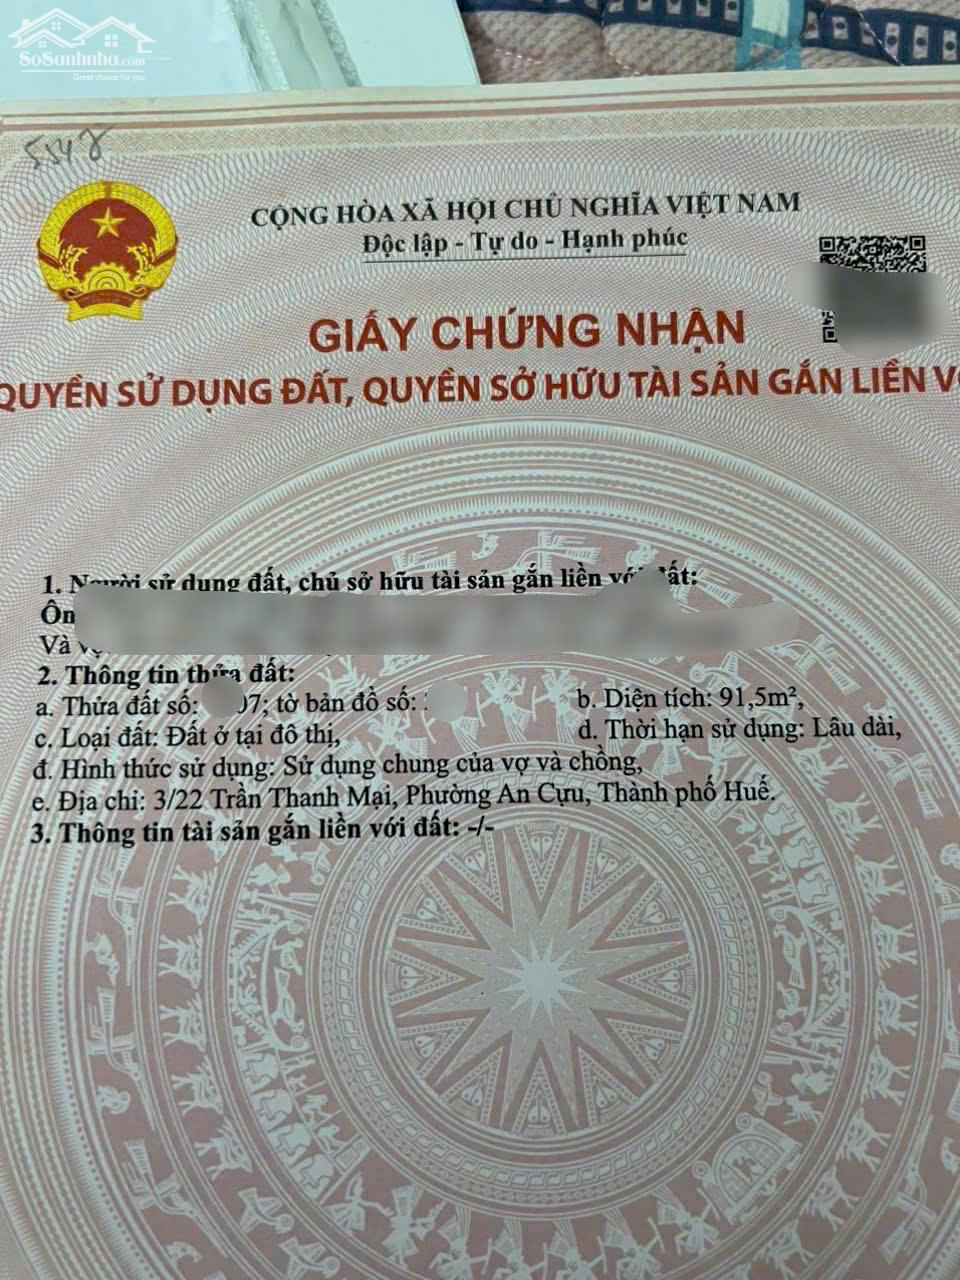 SoSanhnha.com
Great choice for you
CỘNG HÒA XÃ HỘI CHỦ NGHĨA VIỆT NAM
Độc lập - Tự do - Hạnh phúc
GIẤY CHỨNG NHẬN
QUYỀN SỬ DỤNG ĐẤT, QUYỀN SỞ HỮU TÀI SẢN GẮN LIỀN
1. Người sử dụng đất, chủ sở hữu tài sản gắn liền với đất:
Và
2. Thông tin thửa đất:
a. Thửa đất số: 07; tờ bản đồ số: b. Diện tích: 91,5m²,
c. Loại đất: Đất ở tại đô thị, d. Thời hạn sử dụng: Lâu dài,
đ. Hình thức sử dụng: Sử dụng chung của vợ và chồng,
e. Địa chỉ: 3/22 Trần Thanh Mại, Phường An Cựu, Thành phố Huế.
3. Thông tin tài sản gắn liền với đất: -/-